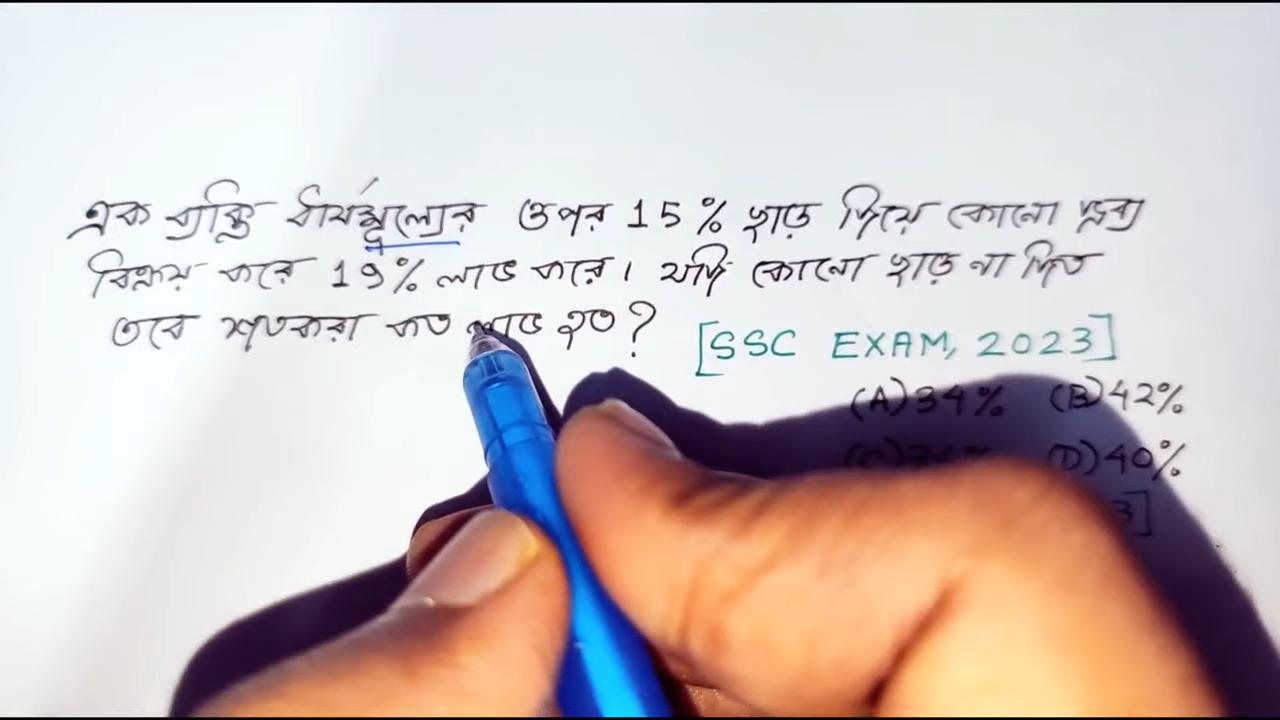 এক ব্যক্তি ধার্যমূল্যের ওপর 15% ছাড় দিয়ে কোনো দ্রব্য
বিক্রয় করে 19% লাভ করে। যদি কোনো ছাড় না দিত
তবে শতকরা কত লাভ হত?
[SSC EXAM, 2023]
(A) 34% (B) 42%
(C) (D) 40%
3]